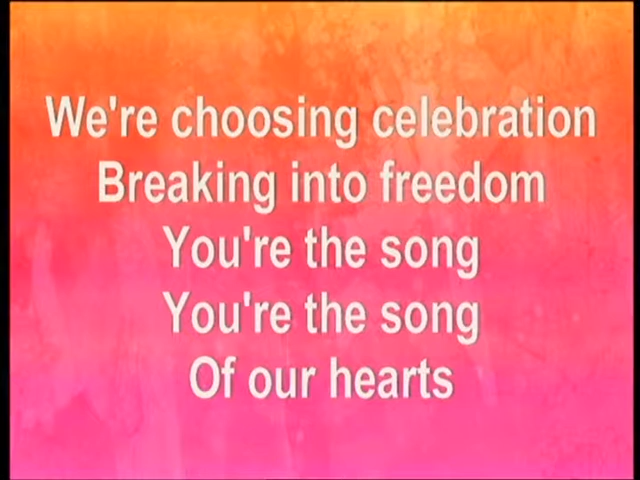 We're choosing celebration
Breaking into freedom
You're the song
You're the song
Of our hearts